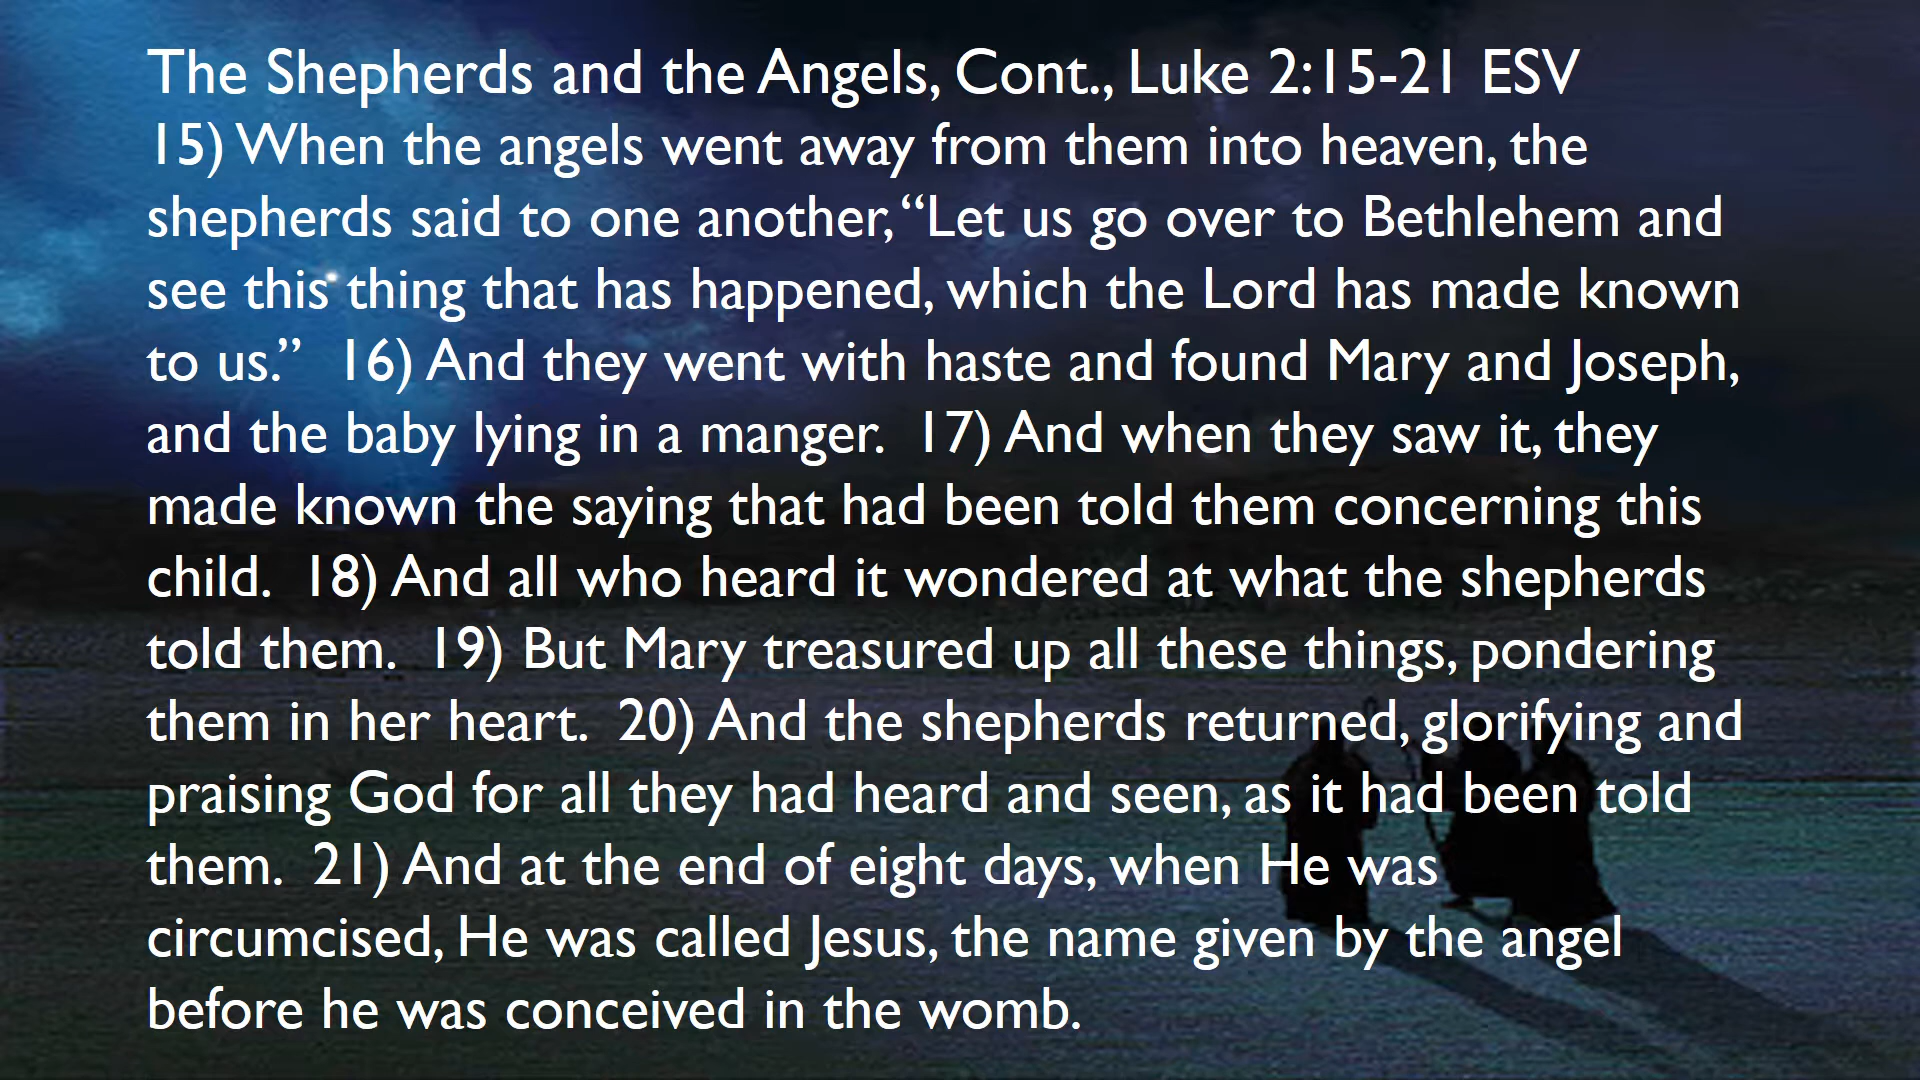 The Shepherds and the Angels, Cont., Luke 2:15-21 ESV
15) When the angels went away from them into heaven, the
shepherds said to one another, “Let us go over to Bethlehem and
see this thing that has happened, which the Lord has made known
to us.” 16) And they went with haste and found Mary and Joseph,
and the baby lying in a manger. 17) And when they saw it, they
made known the saying that had been told them concerning this
child. 18) And all who heard it wondered at what the shepherds
told them. 19) But Mary treasured up all these things, pondering
them in her heart. 20) And the shepherds returned, glorifying and
praising God for all they had heard and seen, as it had been told
them. 21) And at the end of eight days, when He was
circumcised, He was called Jesus, the name given by the angel
before he was conceived in the womb.